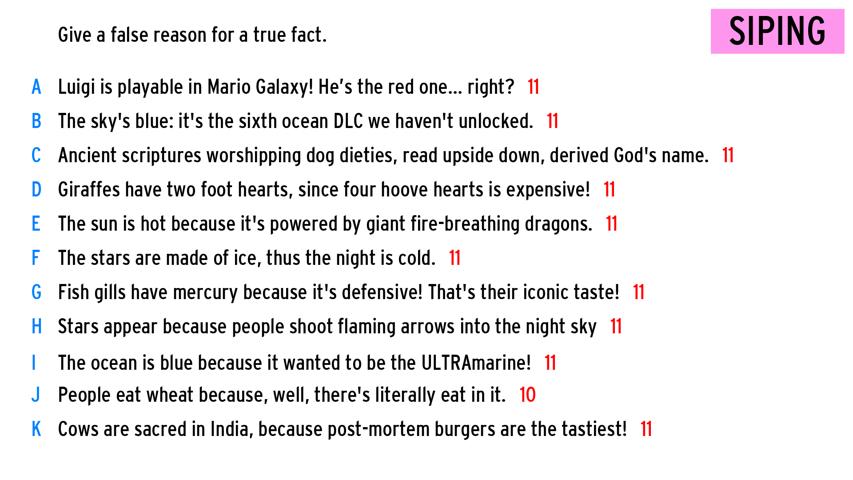 Give a false reason for a true fact.
SIPING
A Luigi is playable in Mario Galaxy! He's the red one... right? 11
B The sky's blue: it's the sixth ocean DLC we haven't unlocked. 11
C Ancient scriptures worshipping dog dieties, read upside down, derived God's name. 11
D Giraffes have two foot hearts, since four hoove hearts is expensive! 11
E The sun is hot because it's powered by giant fire-breathing dragons. 11
F The stars are made of ice, thus the night is cold. 11
G Fish gills have mercury because it's defensive! That's their iconic taste! 11
H Stars appear because people shoot flaming arrows into the night sky 11
I The ocean is blue because it wanted to be the ULTRAmarine! 11
J People eat wheat because, well, there's literally eat in it. 10
K Cows are sacred in India, because post-mortem burgers are the tastiest! 11